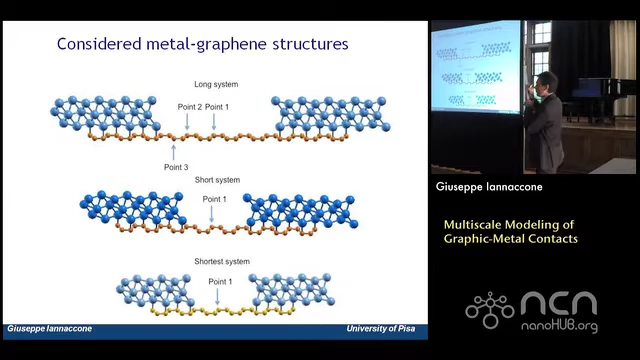 Considered metal-graphene structures
Long system
Point 2 Point 1
Point 3
Short system
Point 1
Shortest system
Point 1
Giuseppe Iannaccone
University of Pisa
Giuseppe Iannaccone
Multiscale Modeling of
Graphic-Metal Contacts
ncn
nanoHUB.org